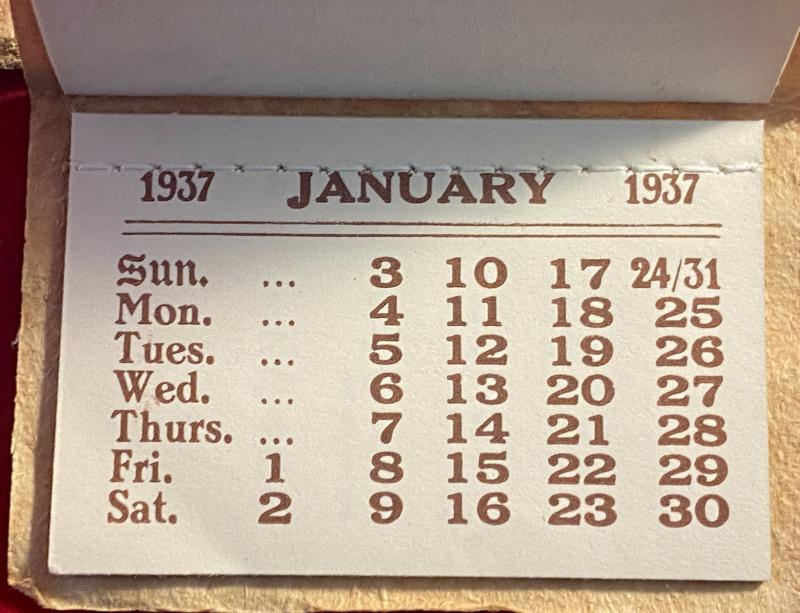 1937 JANUARY 1937
Sun. ... 3 10 17 24/31
Mon. ... 4 11 18 25
Tues. ... 5 12 19 26
Wed. ... 6 13 20 27
Thurs. ... 7 14 21 28
Fri. 1 8 15 22 29
Sat. 2 9 16 23 30